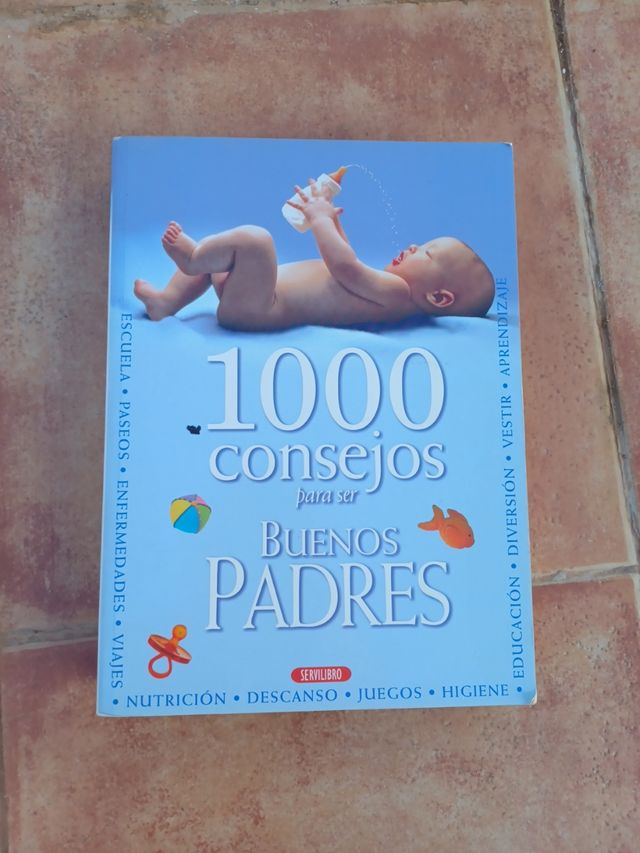 1000
consejos
para ser
BUENOS
PADRES
SERVILIBRO
ESCUELA • PASEOS • ENFERMEDADES • VIAJES
• NUTRICIÓN • DESCANSO • JUEGOS • HIGIENE •
EDUCACIÓN • DIVERSIÓN • VESTIR • APRENDIZAJE